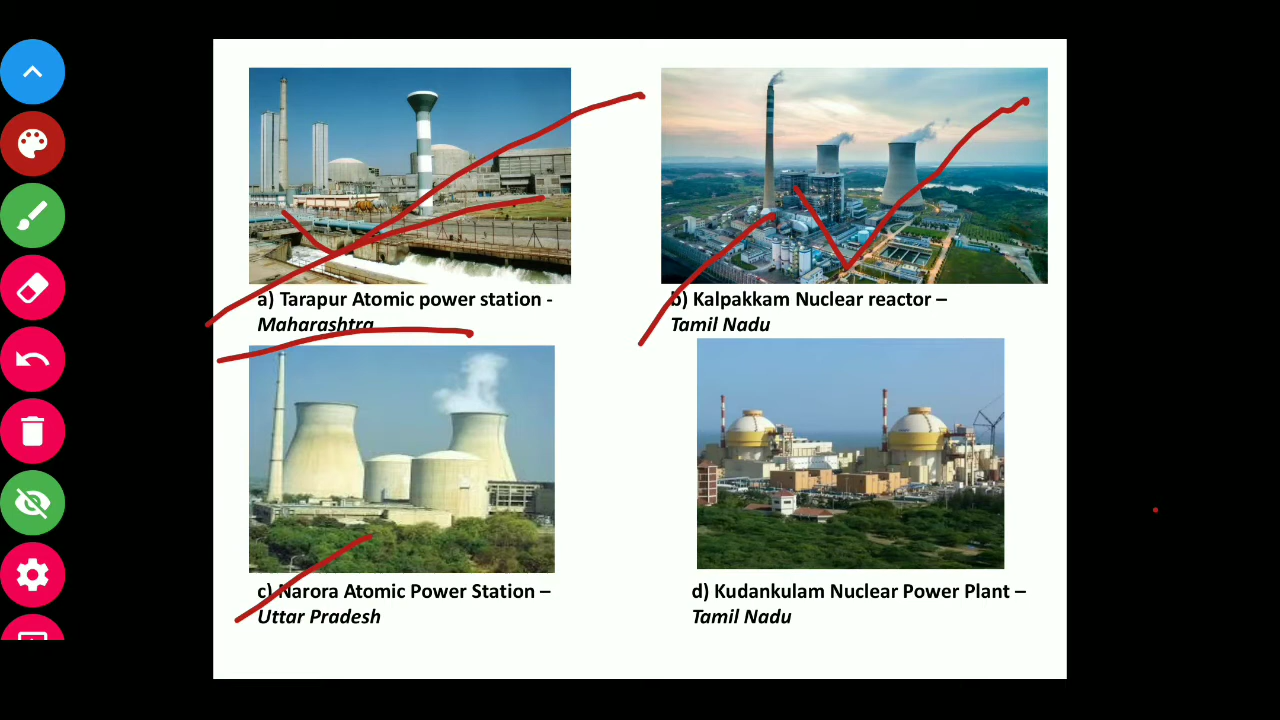 a) Tarapur Atomic power station -
Maharashtra
b) Kalpakkam Nuclear reactor –
Tamil Nadu
c) Narora Atomic Power Station –
Uttar Pradesh
d) Kudankulam Nuclear Power Plant –
Tamil Nadu